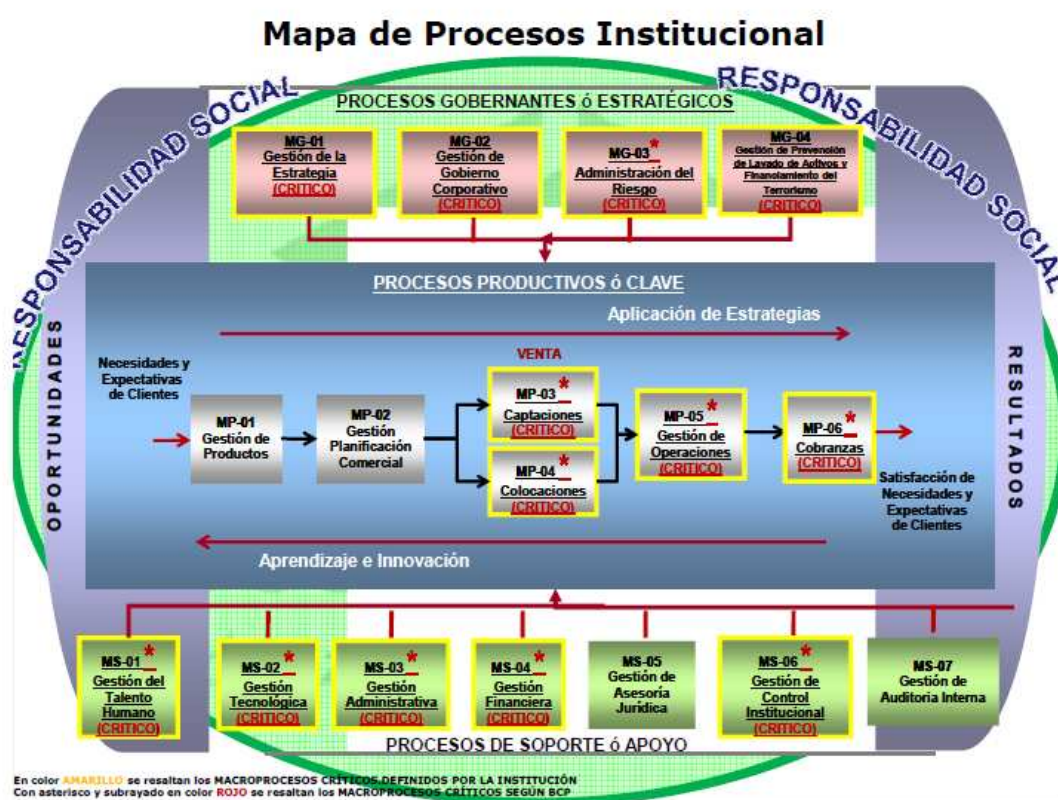 Mapa de Procesos Institucional
RESPONSABILIDAD SOCIAL
RESPONSABILIDAD SOCIAL
PROCESOS GOBERNANTES ó ESTRATÉGICOS
MG-01
Gestión de la
Estrategia
(CRITICO)
MG-02
Gestión de
Gobierno
Corporativo
(CRITICO)
MG-03 *
Administración del
Riesgo
(CRITICO)
MG-04
Gestión de Prevención
de Lavado de Activos y
Financiamiento del
Terrorismo
(CRITICO)
PROCESOS PRODUCTIVOS ó CLAVE
Aplicación de Estrategias
OPORTUNIDADES
Necesidades y
Expectativas
de Clientes
MP-01
Gestión de
Productos
MP-02
Gestión
Planificación
Comercial
VENTA
MP-03 *
Captaciones
(CRITICO)
MP-04 *
Colocaciones
(CRITICO)
MP-05 *
Gestión de
Operaciones
(CRITICO)
MP-06 *
Cobranzas
(CRITICO)
Satisfacción de
Necesidades y
Expectativas
de Clientes
RESULTADOS
Aprendizaje e Innovación
MS-01 *
Gestión del
Talento
Humano
(CRITICO)
MS-02 *
Gestión
Tecnológica
(CRITICO)
MS-03 *
Gestión
Administrativa
(CRITICO)
MS-04 *
Gestión
Financiera
(CRITICO)
MS-05
Gestión de
Asesoría
Jurídica
MS-06 *
Gestión de
Control
Institucional
(CRITICO)
MS-07
Gestión de
Auditoria Interna
PROCESOS DE SOPORTE ó APOYO
En color AMARILLO se resaltan los MACROPROCESOS CRÍTICOS DEFINIDOS POR LA INSTITUCIÓN
Con asterisco y subrayado en color ROJO se resaltan los MACROPROCESOS CRÍTICOS SEGÚN BCP